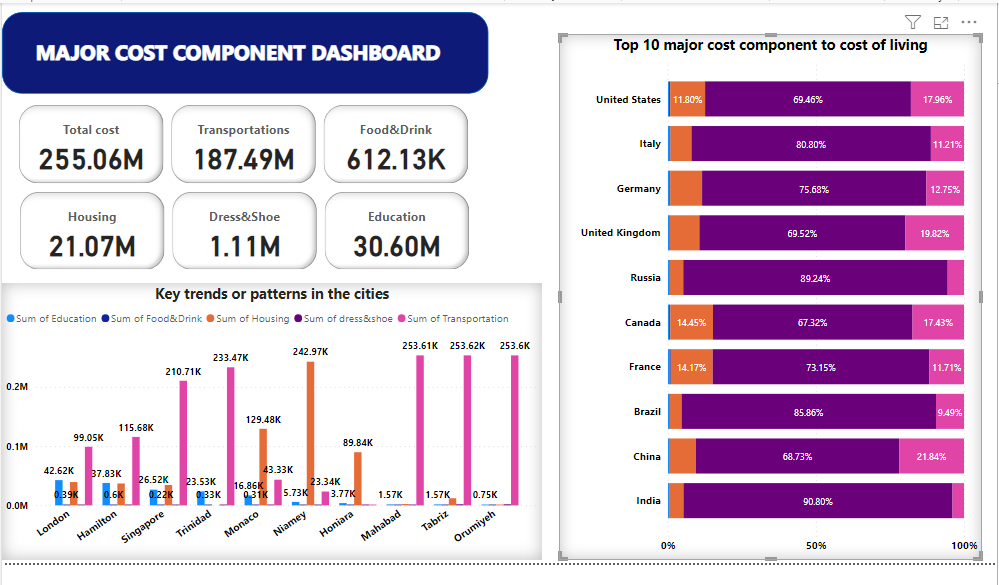 MAJOR COST COMPONENT DASHBOARD
Total cost
255.06M
Transportations
187.49M
Food&Drink
612.13K
Housing
21.07M
Dress&Shoe
1.11M
Education
30.60M
Key trends or patterns in the cities
Sum of Education Sum of Food&Drink Sum of Housing Sum of dress&shoe Sum of Transportation
0.2M
0.1M
0.0M
42.62K
0.39K
99.05K
37.83K
0.6K
115.68K
26.52K
0.22K
210.71K
23.53K
0.33K
233.47K
16.86K
0.31K
129.48K
43.33K
5.73K
242.97K
23.34K
3.77K
89.84K
1.57K
253.61K
1.57K
253.62K
0.75K
253.6K
London
Hamilton
Singapore
Trinidad
Monaco
Niamey
Honiara
Mahabad
Tabriz
Orumiyeh
Top 10 major cost component to cost of living
United States 11.80% 69.46% 17.96%
Italy 80.80% 11.21%
Germany 75.68% 12.75%
United Kingdom 69.52% 19.82%
Russia 89.24%
Canada 14.45% 67.32% 17.43%
France 14.17% 73.15% 11.71%
Brazil 85.86% 9.49%
China 68.73% 21.84%
India 90.80%
0% 50% 100%